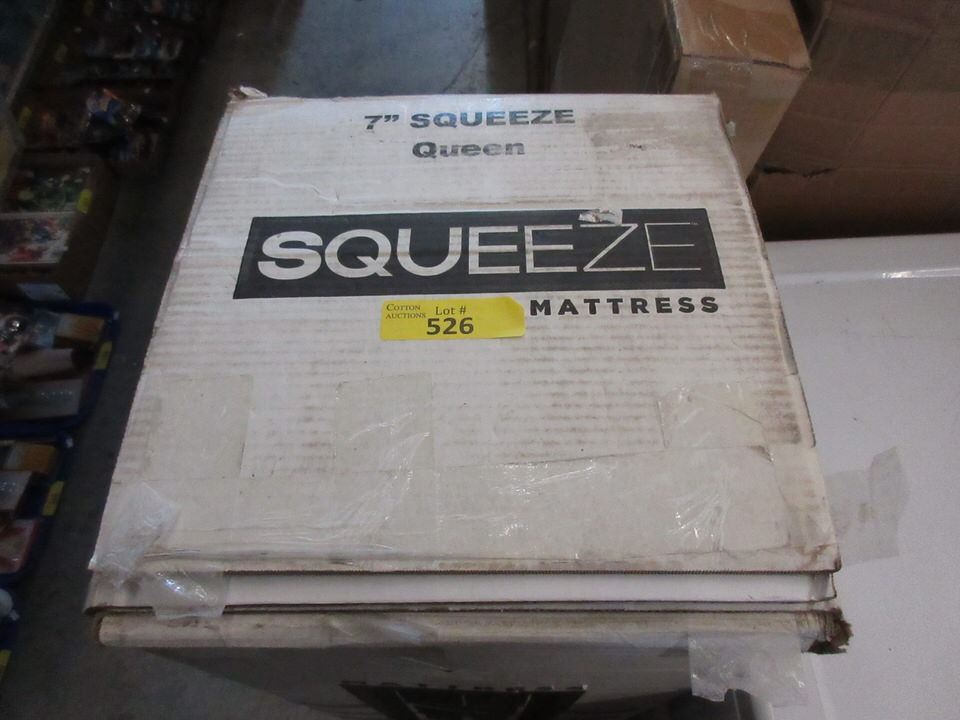 7” SQUEEZE
Queen
SQUEEZE
MATTRESS
COTTON AUCTIONS Lot #
526